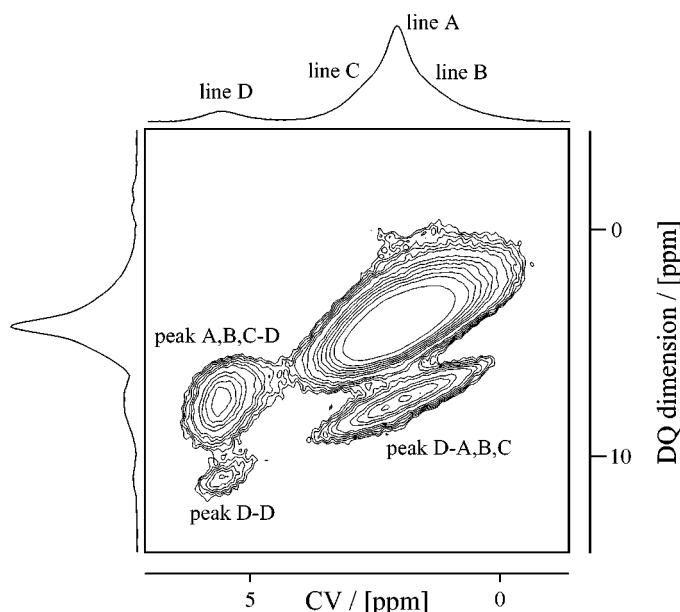 line A
line C
line B
line D
0
peak A,B,C-D
DQ dimension / [ppm]
peak D-A,B,C
10
peak D-D
5
0
CV / [ppm]